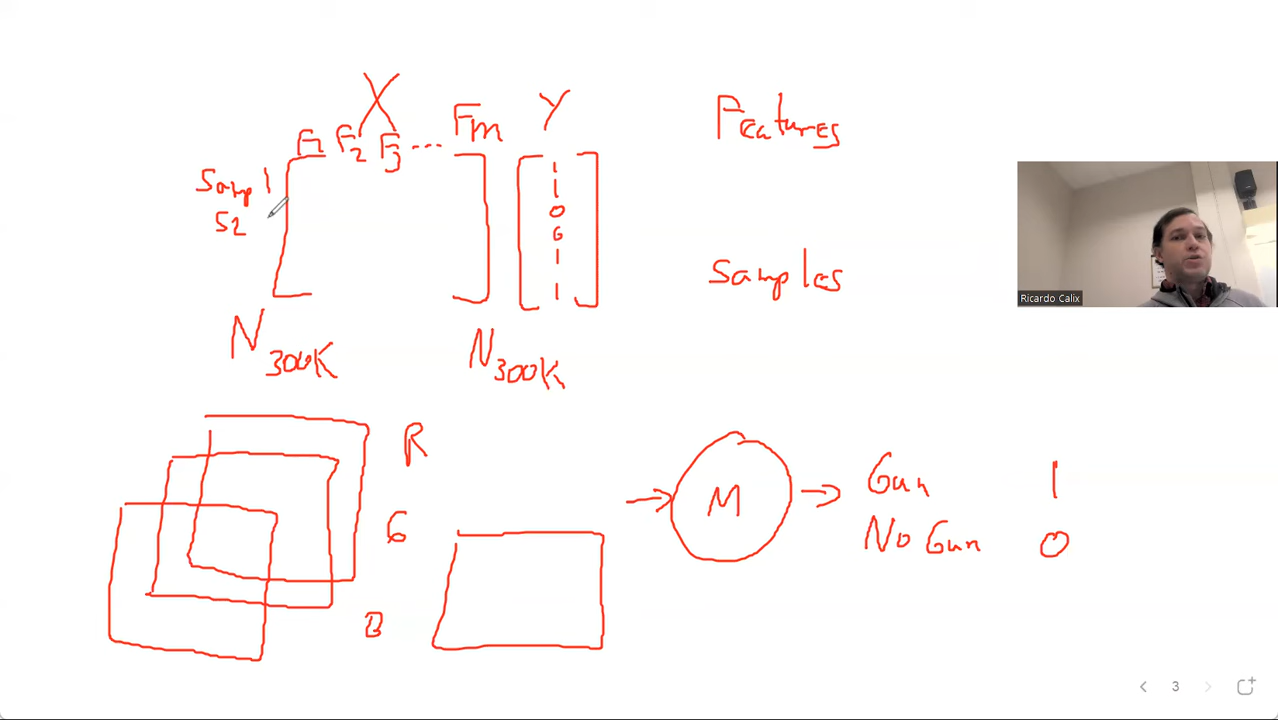 X
Y
F1 F2 F3 ... Fm
Features
Samp 1
S2
1
1
0
0
1
1
Samples
N 300K
N 300K
R
G
B
M
Gun 1
No Gun 0
Ricardo Calix
3